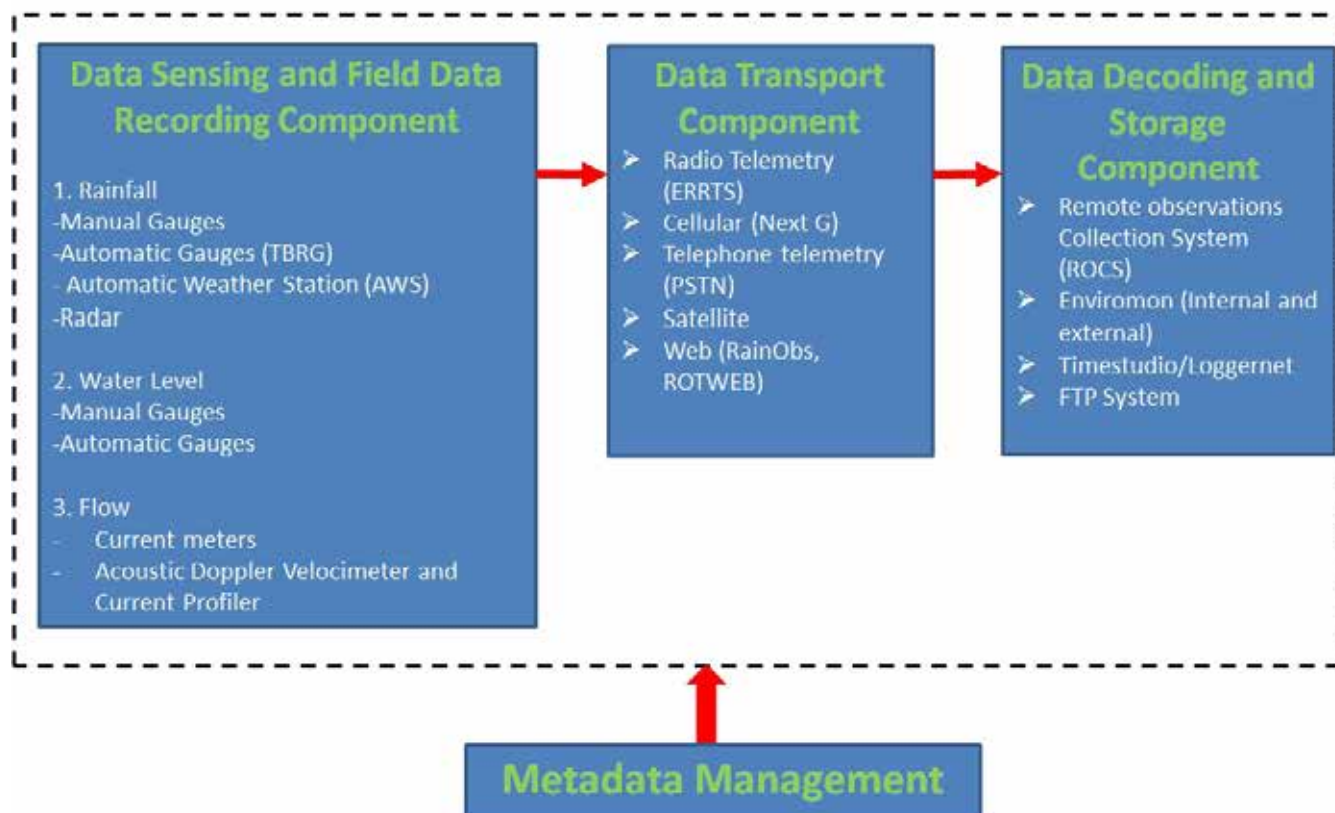 Data Sensing and Field Data
Recording Component
1. Rainfall
-Manual Gauges
-Automatic Gauges (TBRG)
- Automatic Weather Station (AWS)
-Radar
2. Water Level
-Manual Gauges
-Automatic Gauges
3. Flow
- Current meters
- Acoustic Doppler Velocimeter and
Current Profiler
Data Transport
Component
➢ Radio Telemetry
(ERRTS)
➢ Cellular (Next G)
➢ Telephone telemetry
(PSTN)
➢ Satellite
➢ Web (RainObs,
ROTWEB)
Data Decoding and
Storage
Component
➢ Remote observations
Collection System
(ROCS)
➢ Enviromon (Internal and
external)
➢ Timestudio/Loggernet
➢ FTP System
Metadata Management